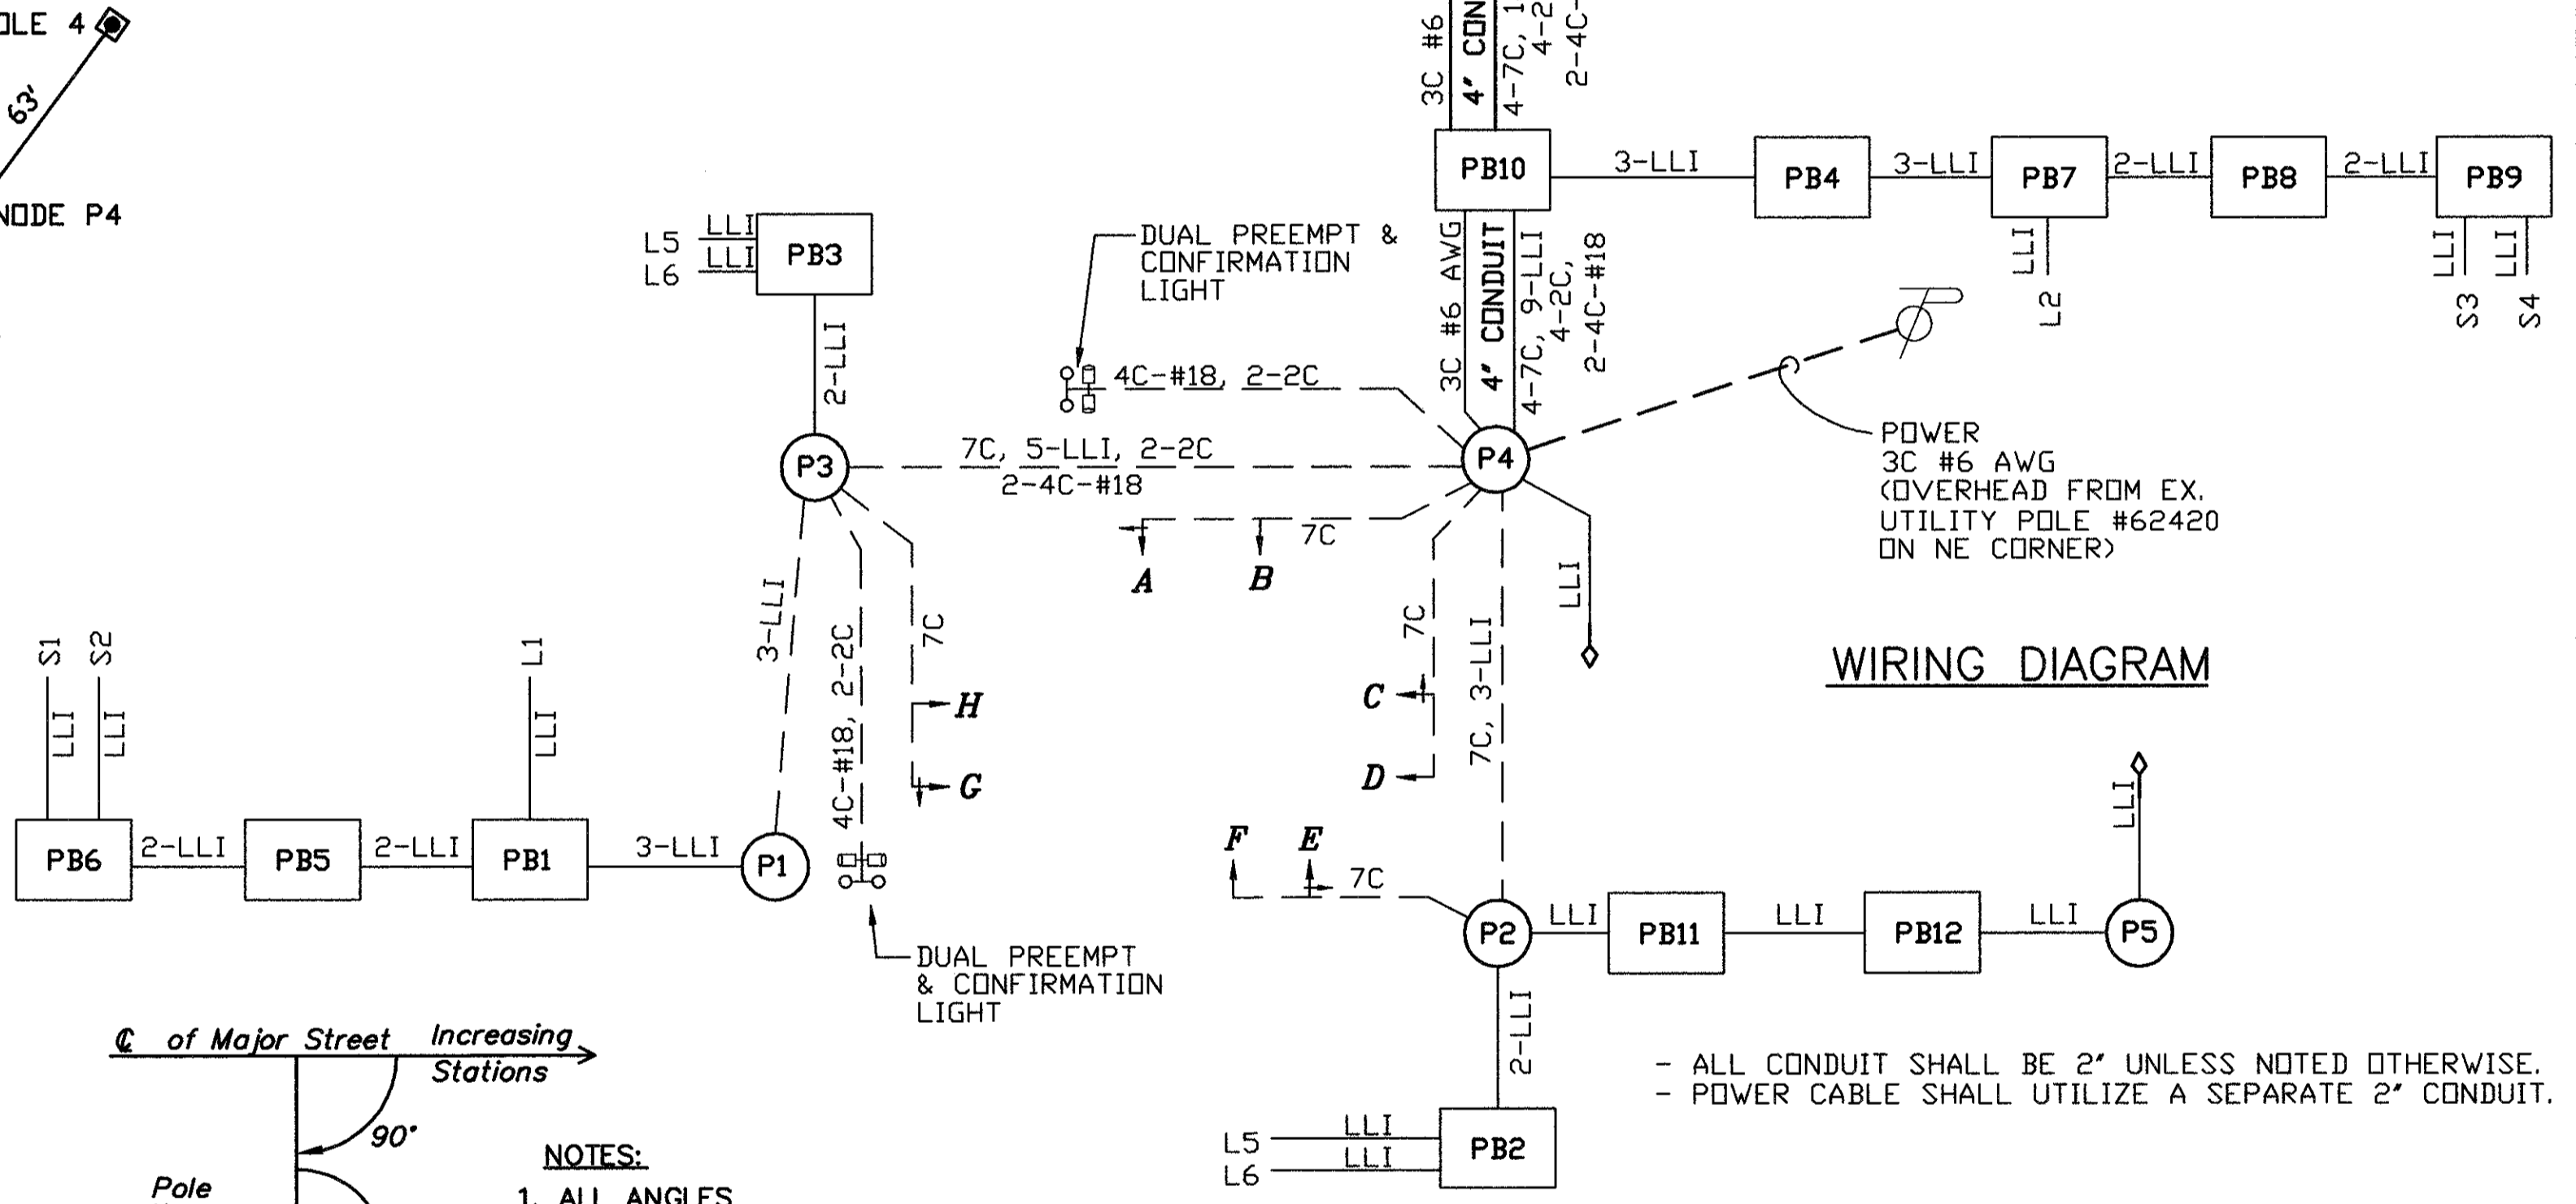 OLE 4
63'
NODE P4
3C #6
4" CON
4-7C, 1
4-2
2-4C-
PB10
3-LLI
PB4
3-LLI
PB7
2-LLI
PB8
2-LLI
PB9
LLI
L2
LLI
S3
LLI
S4
L5
LLI
L6
LLI
PB3
2-LLI
DUAL PREEMPT &
CONFIRMATION
LIGHT
3C #6 AWG
4" CONDUIT
4-7C, 9-LLI
4-2C,
2-4C-#18
4C-#18, 2-2C
P3
7C, 5-LLI, 2-2C
2-4C-#18
P4
POWER
3C #6 AWG
(OVERHEAD FROM EX.
UTILITY POLE #62420
ON NE CORNER)
7C
A
B
7C
C
D
7C, 3-LLI
LLI
WIRING DIAGRAM
3-LLI
4C-#18, 2-2C
7C
H
G
S1
LLI
S2
LLI
L1
LLI
PB6
2-LLI
PB5
2-LLI
PB1
3-LLI
P1
DUAL PREEMPT
& CONFIRMATION
LIGHT
F
E
7C
P2
LLI
PB11
LLI
PB12
LLI
P5
LLI
2-LLI
L5
LLI
L6
LLI
PB2
- ALL CONDUIT SHALL BE 2" UNLESS NOTED OTHERWISE.
- POWER CABLE SHALL UTILIZE A SEPARATE 2" CONDUIT.
℄ of Major Street
Increasing
Stations
90°
Pole
NOTES:
1. ALL ANGLES